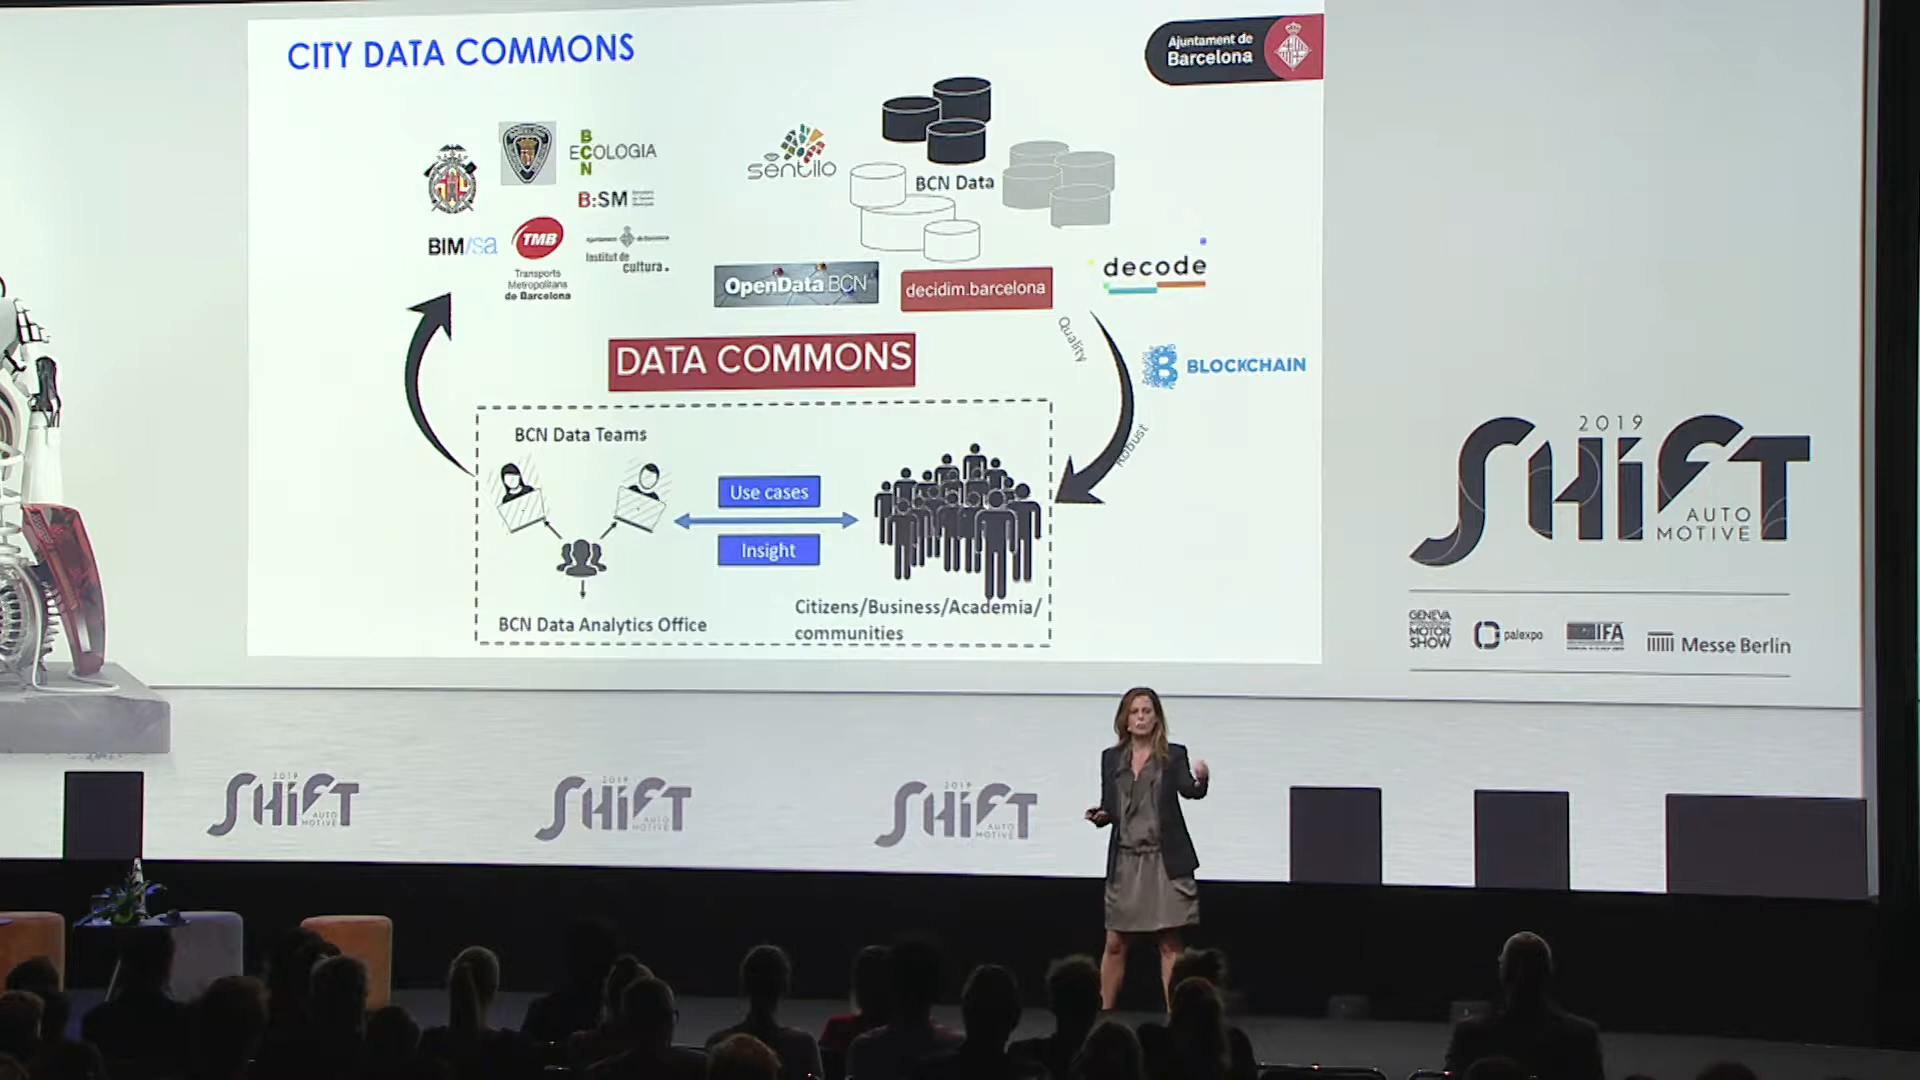 CITY DATA COMMONS
Ajuntament de
Barcelona
BCN
ECOLOGIA
B:SM
BIM/sa
TMB
Transports
Metropolitans
de Barcelona
Institut de
cultura.
sentilo
BCN Data
OpenData BCN
decidim.barcelona
decode
Quality
Robust
BLOCKCHAIN
DATA COMMONS
BCN Data Teams
Use cases
Insight
BCN Data Analytics Office
Citizens/Business/Academia/
communities
2019
SHIFT
AUTO
MOTIVE
GENEVA
MOTOR
SHOW
palexpo
IFA
Messe Berlin
2019
SHIFT
AUTO
MOTIVE
2019
SHIFT
AUTO
MOTIVE
2019
SHIFT
AUTO
MOTIVE